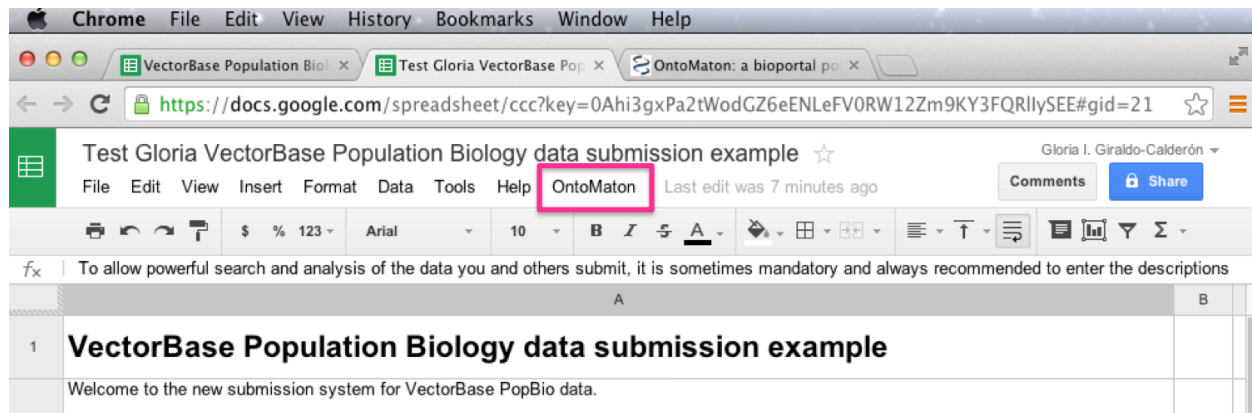 Chrome File Edit View History Bookmarks Window Help
VectorBase Population Biol × Test Gloria VectorBase Pop × OntoMaton: a bioportal po ×
https://docs.google.com/spreadsheet/ccc?key=0Ahi3gxPa2tWodGZ6eENLeFV0RW12Zm9KY3FQRllySEE#gid=21
Test Gloria VectorBase Population Biology data submission example
Gloria I. Giraldo-Calderón
File Edit View Insert Format Data Tools Help OntoMaton Last edit was 7 minutes ago Comments Share
$ % 123 Arial 10 B I S A Σ
fx To allow powerful search and analysis of the data you and others submit, it is sometimes mandatory and always recommended to enter the descriptions
A B
1 VectorBase Population Biology data submission example
Welcome to the new submission system for VectorBase PopBio data.